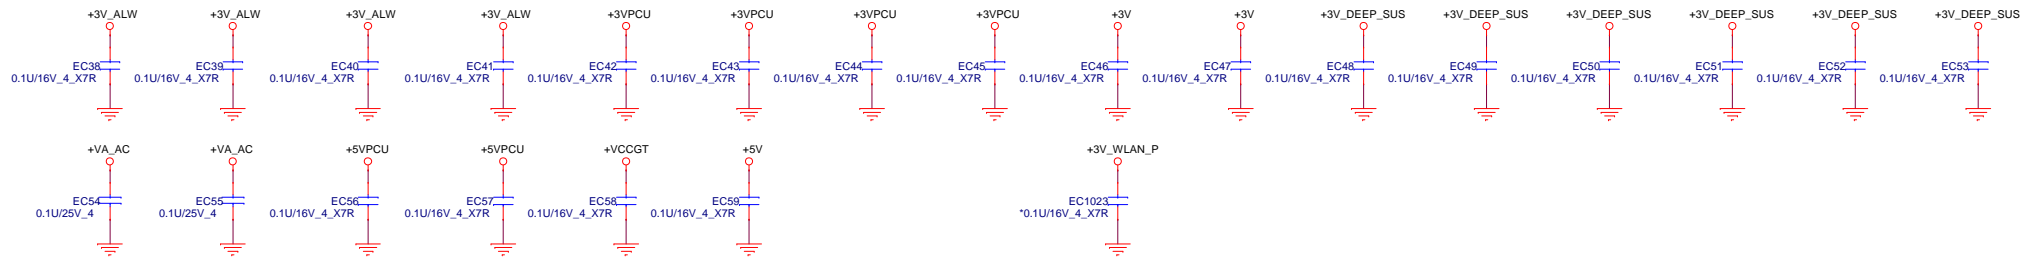 +3V_ALW +3V_ALW +3V_ALW +3V_ALW +3VPCU +3VPCU +3VPCU +3VPCU +3V +3V +3V_DEEP_SUS +3V_DEEP_SUS +3V_DEEP_SUS +3V_DEEP_SUS +3V_DEEP_SUS +3V_DEEP_SUS
EC38 EC39 EC40 EC41 EC42 EC43 EC44 EC45 EC46 EC47 EC48 EC49 EC50 EC51 EC52 EC53
0.1U/16V_4_X7R 0.1U/16V_4_X7R 0.1U/16V_4_X7R 0.1U/16V_4_X7R 0.1U/16V_4_X7R 0.1U/16V_4_X7R 0.1U/16V_4_X7R 0.1U/16V_4_X7R 0.1U/16V_4_X7R 0.1U/16V_4_X7R 0.1U/16V_4_X7R 0.1U/16V_4_X7R 0.1U/16V_4_X7R 0.1U/16V_4_X7R 0.1U/16V_4_X7R 0.1U/16V_4_X7R
+VA_AC +VA_AC +5VPCU +5VPCU +VCCGT +5V +3V_WLAN_P
EC54 EC55 EC56 EC57 EC58 EC59 EC1023
0.1U/25V_4 0.1U/25V_4 0.1U/16V_4_X7R 0.1U/16V_4_X7R 0.1U/16V_4_X7R 0.1U/16V_4_X7R *0.1U/16V_4_X7R